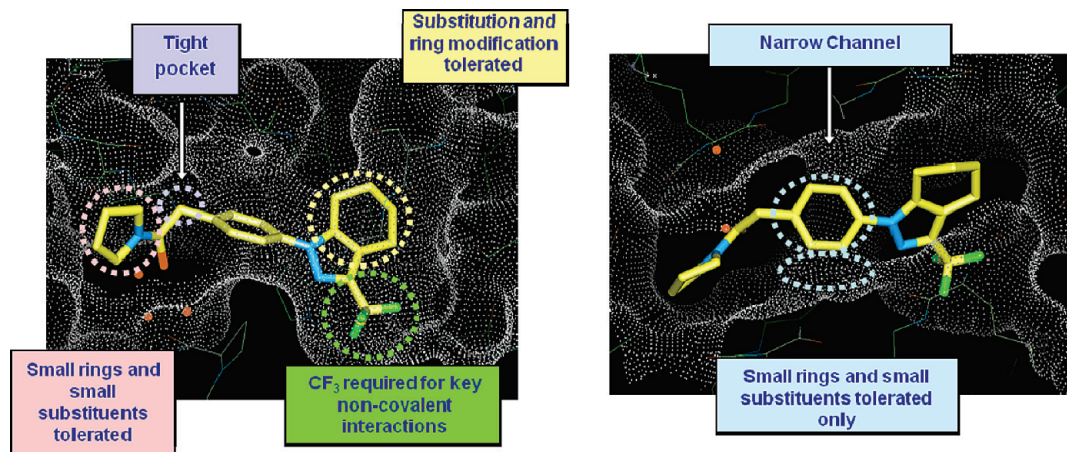 Tight
pocket
Substitution and
ring modification
tolerated
Small rings and
small
substituents
tolerated
CF3 required for key
non-covalent
interactions
Narrow Channel
Small rings and small
substituents tolerated
only